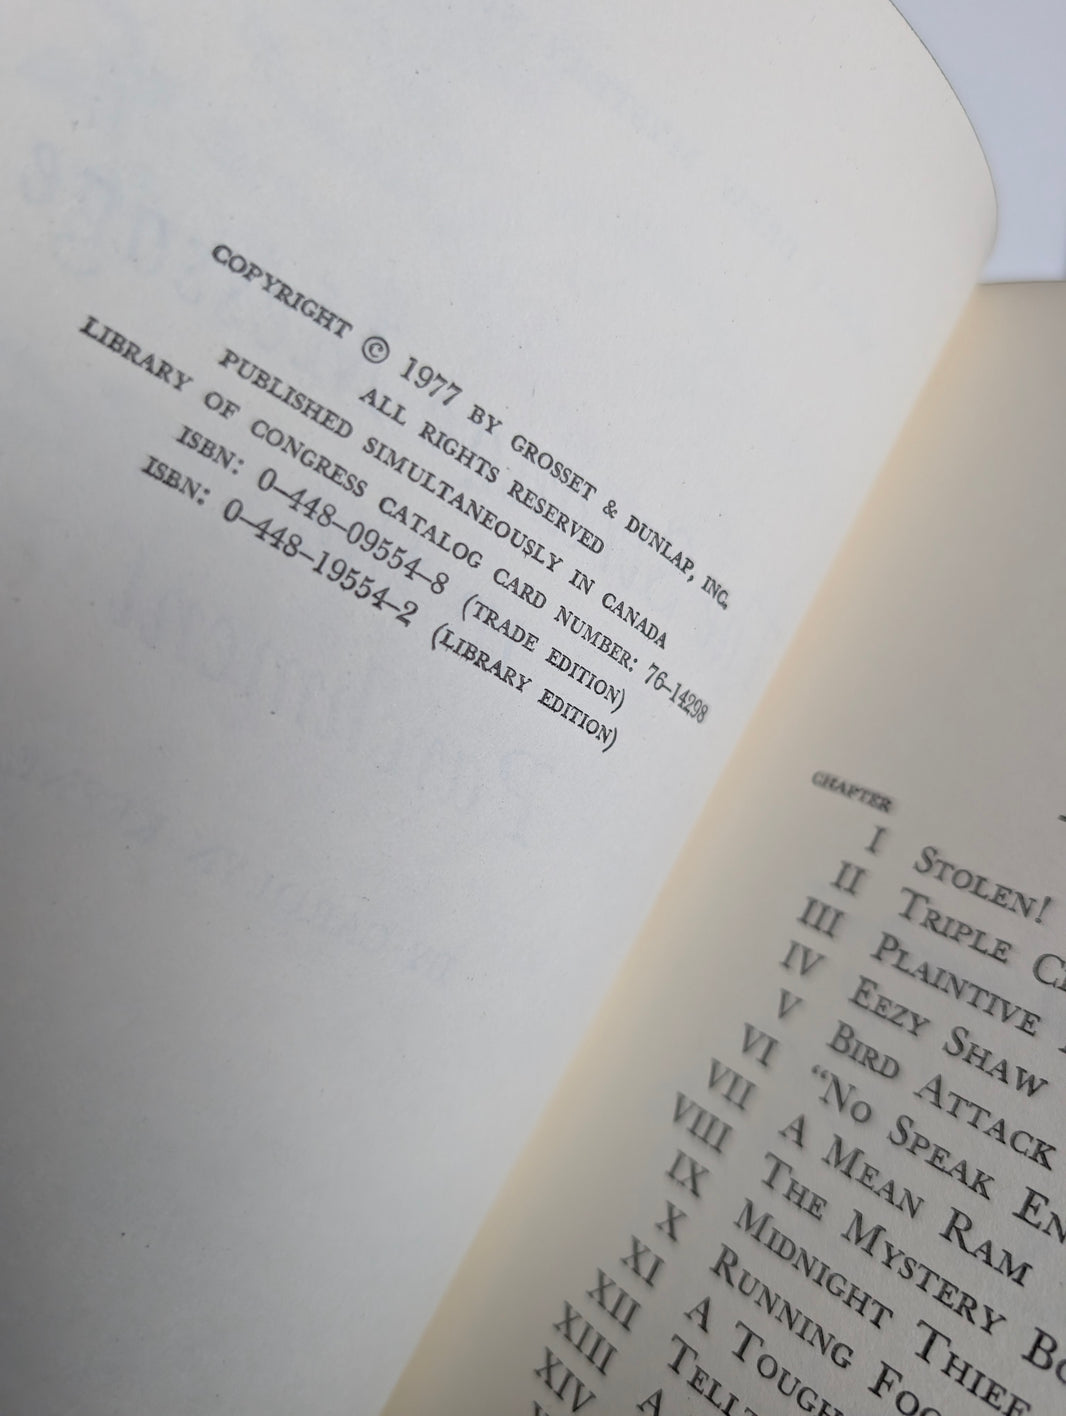 COPYRIGHT © 1977 BY GROSSET & DUNLAP, INC.
ALL RIGHTS RESERVED
PUBLISHED SIMULTANEOUSLY IN CANADA
LIBRARY OF CONGRESS CATALOG CARD NUMBER: 76-14298
ISBN: 0-448-09554-8 (TRADE EDITION)
ISBN: 0-448-19554-2 (LIBRARY EDITION)
CHAPTER
I STOLEN!
II TRIPLE
III PLAINTIVE
IV EEZY SHAW
V BIRD ATTACK
VI "NO SPEAK
VII A MEAN RAM
VIII THE MYSTERY
IX MIDNIGHT THIEF
X RUNNING
XI A TOUGH
XII
XIII A
XIV